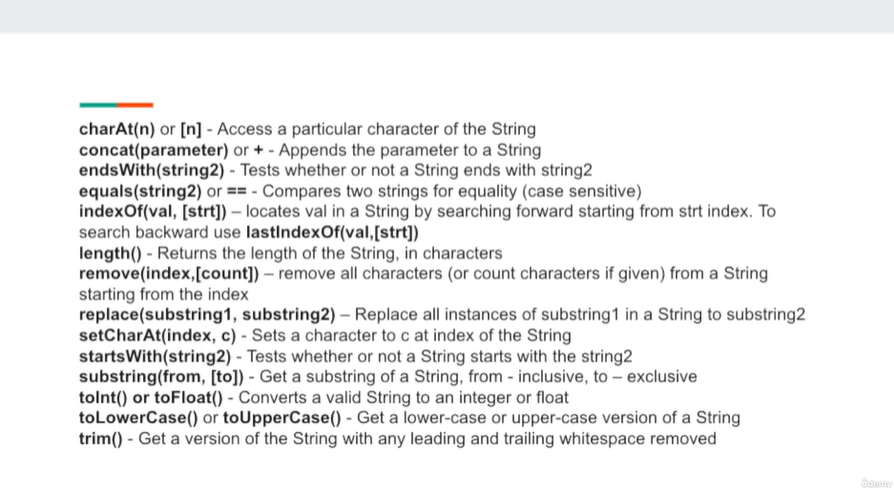 charAt(n) or [n] - Access a particular character of the String
concat(parameter) or + - Appends the parameter to a String
endsWith(string2) - Tests whether or not a String ends with string2
equals(string2) or == - Compares two strings for equality (case sensitive)
indexOf(val, [strt]) – locates val in a String by searching forward starting from strt index. To
search backward use lastIndexOf(val,[strt])
length() - Returns the length of the String, in characters
remove(index,[count]) – remove all characters (or count characters if given) from a String
starting from the index
replace(substring1, substring2) – Replace all instances of substring1 in a String to substring2
setCharAt(index, c) - Sets a character to c at index of the String
startsWith(string2) - Tests whether or not a String starts with the string2
substring(from, [to]) - Get a substring of a String, from - inclusive, to – exclusive
toInt() or toFloat() - Converts a valid String to an integer or float
toLowerCase() or toUpperCase() - Get a lower-case or upper-case version of a String
trim() - Get a version of the String with any leading and trailing whitespace removed
ûdemy